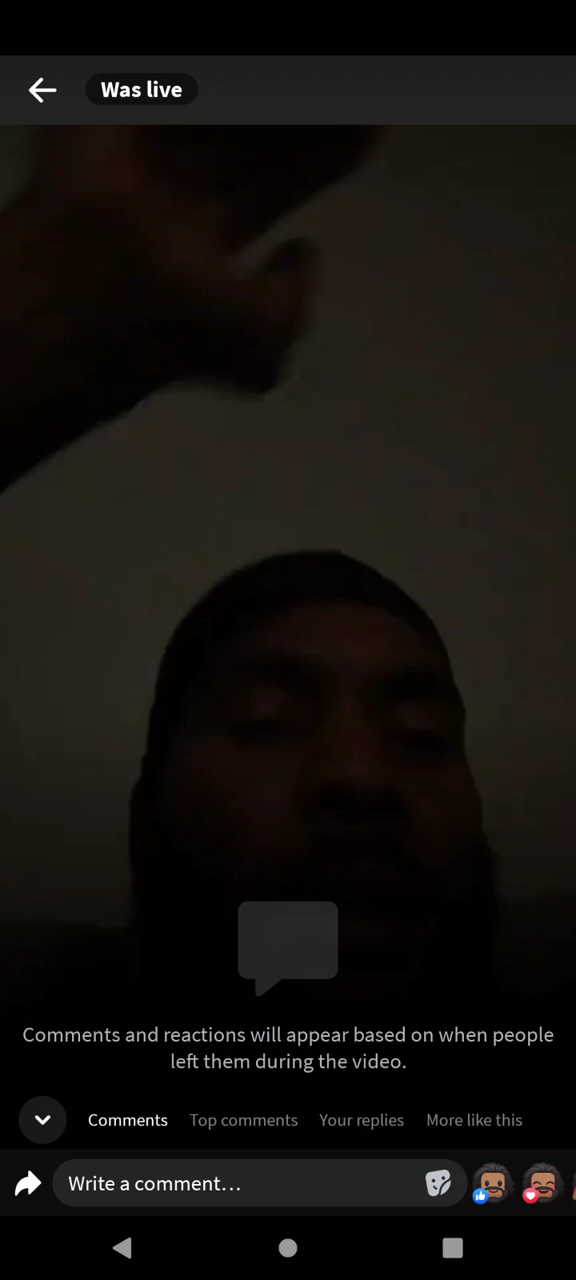 Was live
Comments and reactions will appear based on when people
left them during the video.
Comments Top comments Your replies More like this
Write a comment…